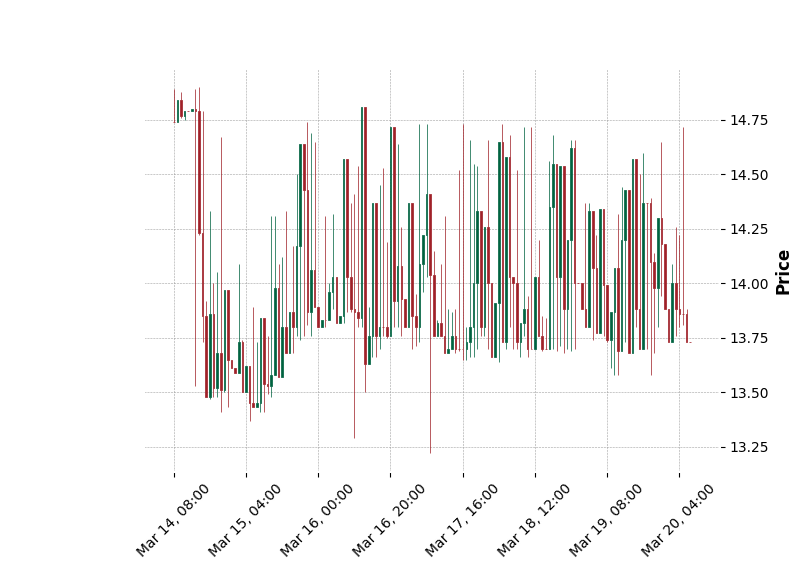 14.75
14.50
14.25
14.00
13.75
13.50
13.25
Price
Mar 14, 08:00
Mar 15, 04:00
Mar 16, 00:00
Mar 16, 20:00
Mar 17, 16:00
Mar 18, 12:00
Mar 19, 08:00
Mar 20, 04:00